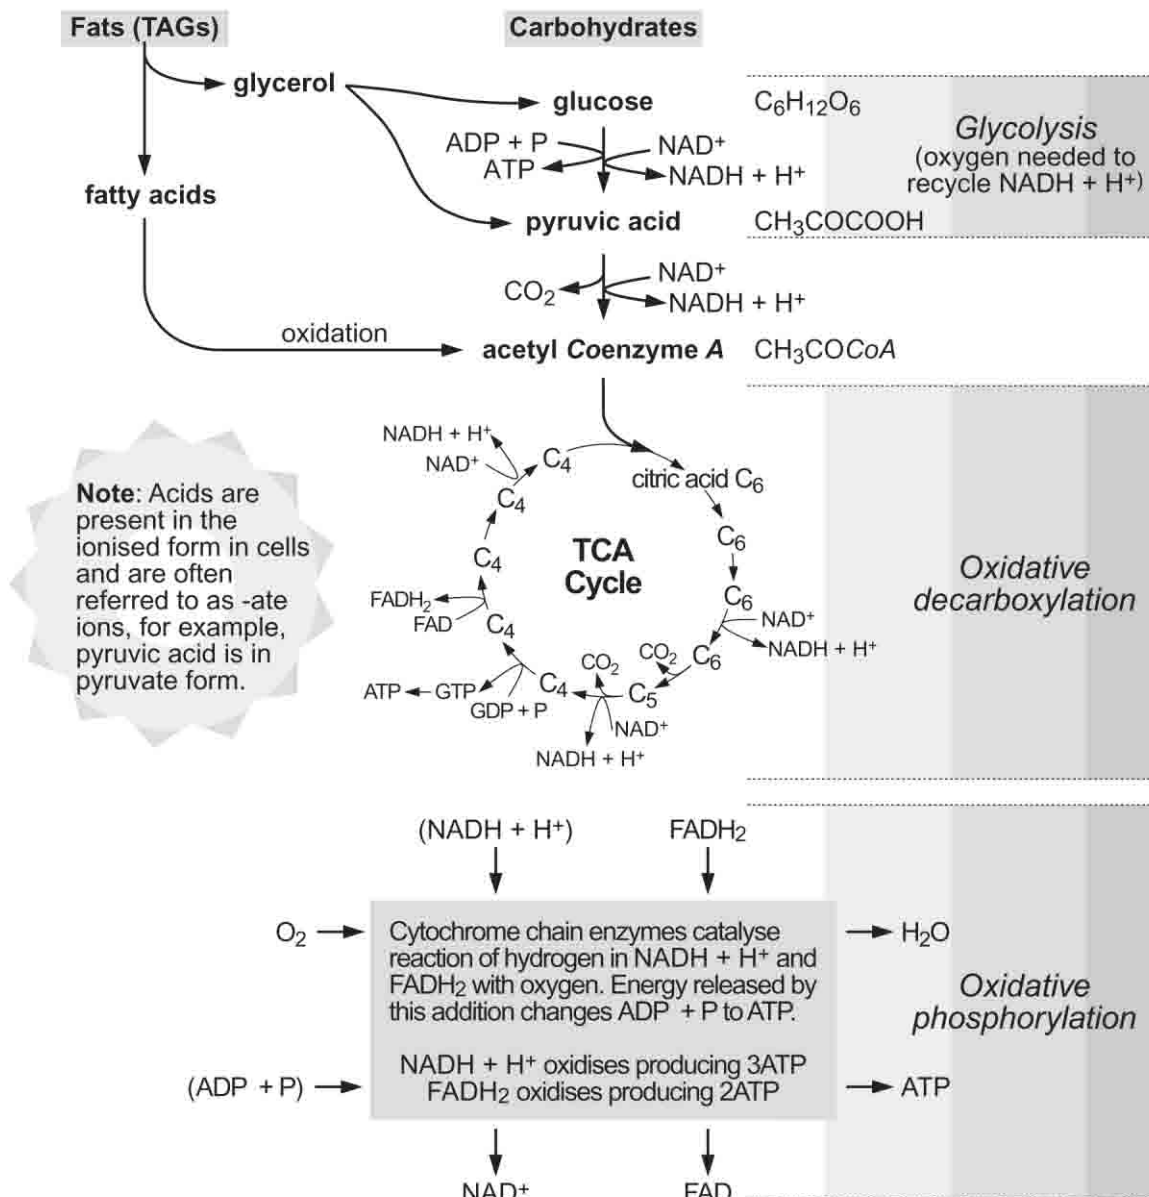 Fats (TAGs)
Carbohydrates
glycerol
glucose
C6H12O6
Glycolysis
(oxygen needed to
recycle NADH + H+)
ADP + P
NAD+
ATP
NADH + H+
fatty acids
pyruvic acid
CH3COCOOH
NAD+
CO2
NADH + H+
oxidation
acetyl Coenzyme A
CH3COCoA
NADH + H+
NAD+
C4
citric acid C6
C4
C6
C4
TCA
Cycle
C6
NAD+
NADH + H+
FADH2
FAD
C4
C6
CO2
CO2
C5
C4
ATP
GTP
GDP + P
NAD+
NADH + H+
Oxidative
decarboxylation
Note: Acids are
present in the
ionised form in cells
and are often
referred to as -ate
ions, for example,
pyruvic acid is in
pyruvate form.
(NADH + H+)
FADH2
O2
Cytochrome chain enzymes catalyse
reaction of hydrogen in NADH + H+ and
FADH2 with oxygen. Energy released by
this addition changes ADP + P to ATP.
H2O
Oxidative
phosphorylation
(ADP + P)
NADH + H+ oxidises producing 3ATP
FADH2 oxidises producing 2ATP
ATP
NAD+
FAD